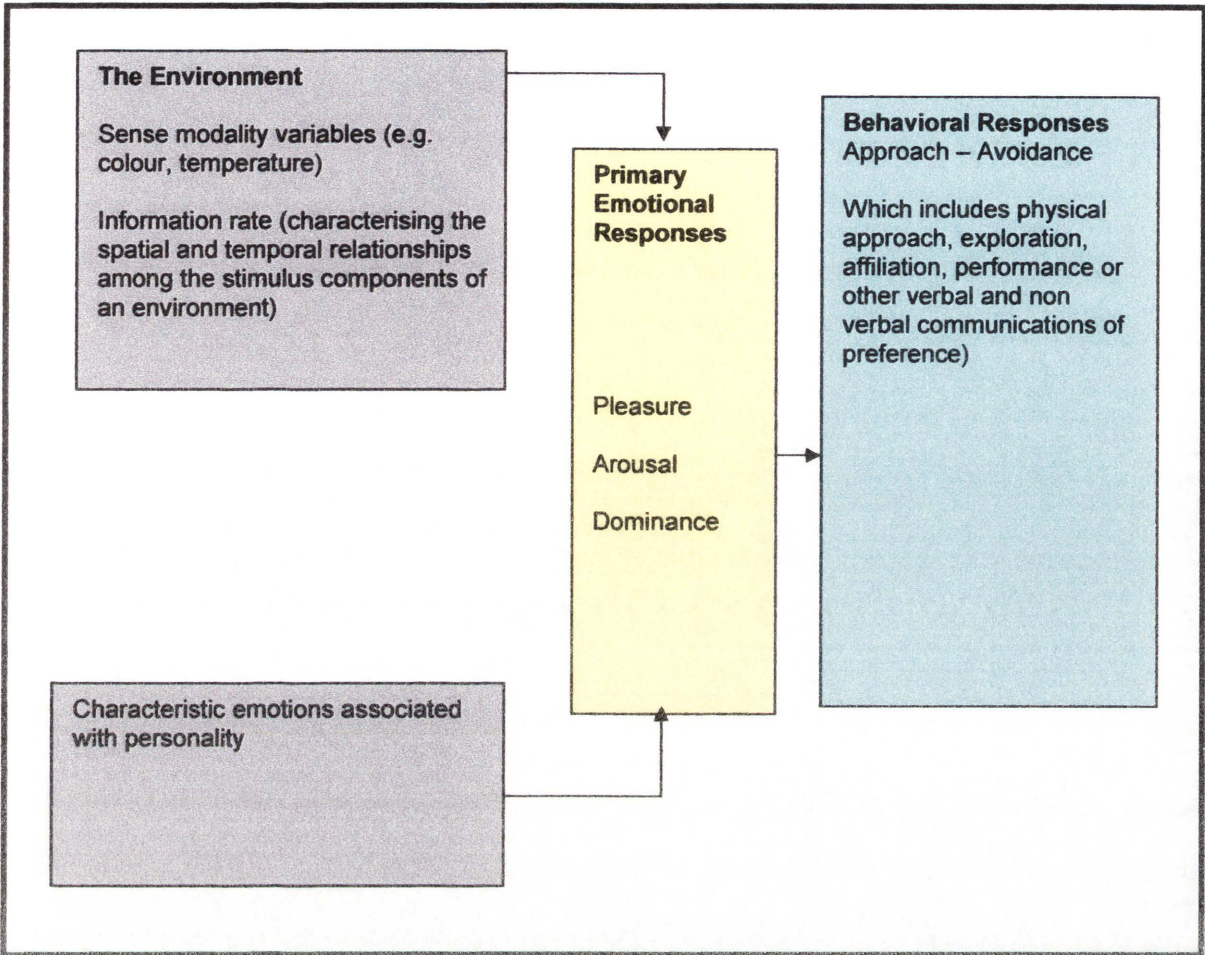 The Environment
Sense modality variables (e.g.
colour, temperature)
Information rate (characterising the
spatial and temporal relationships
among the stimulus components of
an environment)
Primary
Emotional
Responses
Pleasure
Arousal
Dominance
Behavioral Responses
Approach – Avoidance
Which includes physical
approach, exploration,
affiliation, performance or
other verbal and non
verbal communications of
preference)
Characteristic emotions associated
with personality